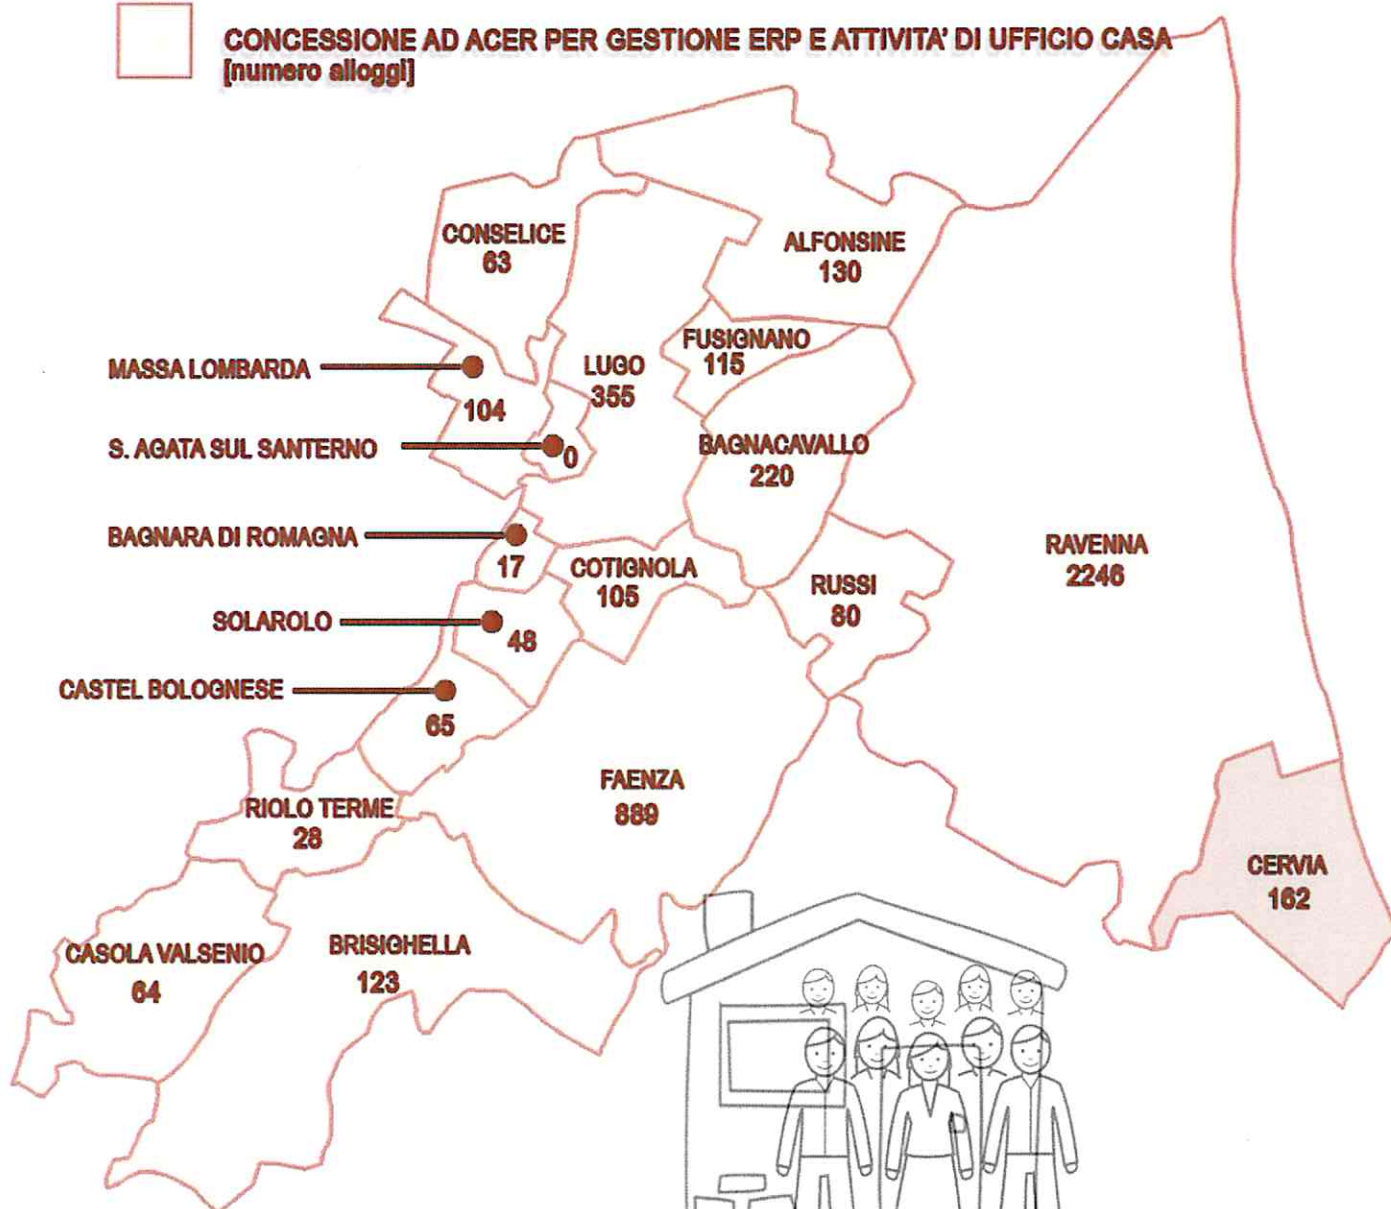 CONCESSIONE AD ACER PER GESTIONE ERP E ATTIVITA' DI UFFICIO CASA
[numero alloggi]
CONSELICE
63
ALFONSINE
130
FUSIGNANO
115
MASSA LOMBARDA
104
LUGO
355
S. AGATA SUL SANTERNO
0
BAGNACAVALLO
220
BAGNARA DI ROMAGNA
17
COTIGNOLA
105
RAVENNA
2246
RUSSI
80
SOLAROLO
48
CASTEL BOLOGNESE
65
FAENZA
889
RIOLO TERME
28
CERVIA
162
CASOLA VALSENIO
64
BRISIGHELLA
123